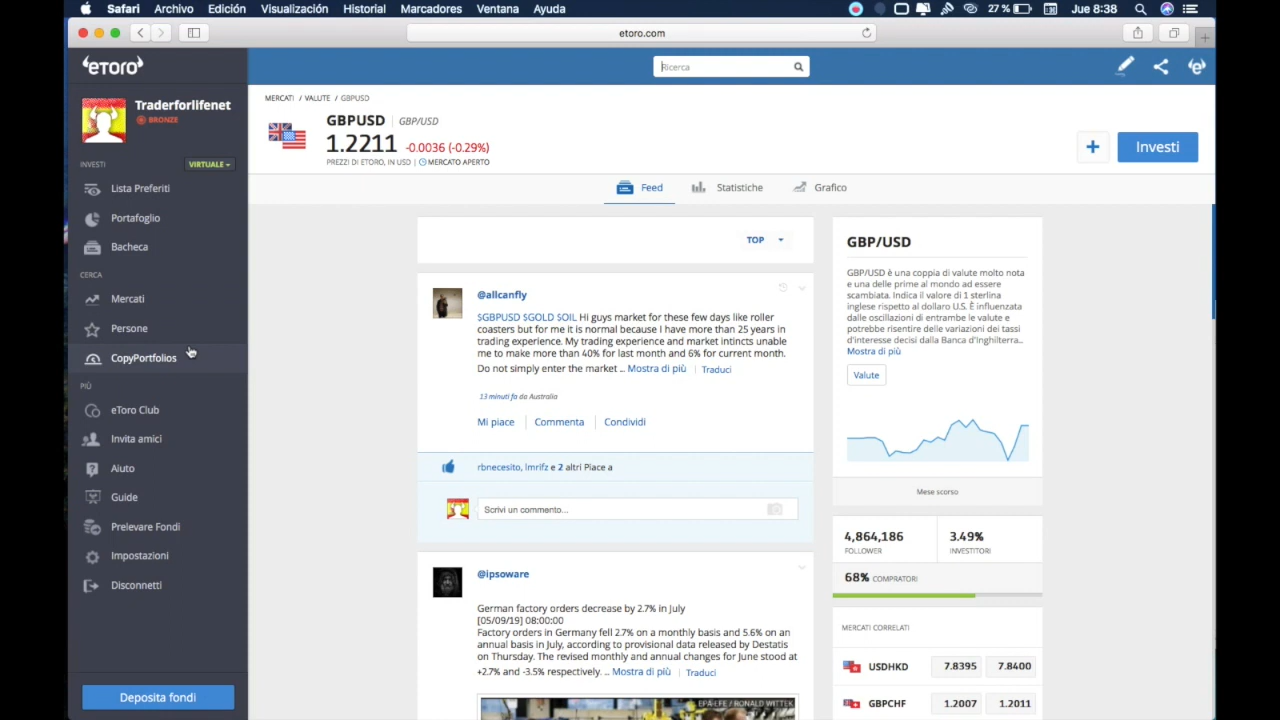 Safari Archivo Edición Visualización Historial Marcadores Ventana Ayuda 27 % Jue 8:38
etoro.com
eToro
Ricerca
Traderforlifenet
BRONZE
INVESTI VIRTUALE
Lista Preferiti
Portafoglio
Bacheca
CERCA
Mercati
Persone
CopyPortfolios
PIÙ
eToro Club
Invita amici
Aiuto
Guide
Prelevare Fondi
Impostazioni
Disconnetti
Deposita fondi
MERCATI / VALUTE / GBPUSD
GBPUSD GBP/USD
1.2211 -0.0036 (-0.29%)
PREZZI DI ETORO, IN USD | MERCATO APERTO
+ Investi
Feed Statistiche Grafico
TOP
@allcanfly
$GBPUSD $GOLD $OIL Hi guys market for these few days like roller
coasters but for me it is normal because I have more than 25 years in
trading experience. My trading experience and market intincts unable
me to make more than 40% for last month and 6% for current month.
Do not simply enter the market ... Mostra di più Traduci
13 minuti fa da Australia
Mi piace Commenta Condividi
rbnecesito, lmrifz e 2 altri Piace a
Scrivi un commento...
@ipsoware
German factory orders decrease by 2.7% in July
[05/09/19] 08:00:00
Factory orders in Germany fell 2.7% on a monthly basis and 5.6% on an
annual basis in July, according to provisional data released by Destatis
on Thursday. The revised monthly and annual changes for June stood at
+2.7% and -3.5% respectively. ... Mostra di più Traduci
EPA-EFE / RONALD WITTEK
GBP/USD
GBP/USD è una coppia di valute molto nota
e una delle prime al mondo ad essere
scambiata. Indica il valore di 1 sterlina
inglese rispetto al dollaro U.S. È influenzata
dalle oscillazioni di entrambe le valute e
potrebbe risentire delle variazioni dei tassi
d'interesse decisi dalla Banca d'Inghilterra...
Mostra di più
Valute
Mese scorso
4,864,186 3.49%
FOLLOWER INVESTITORI
68% COMPRATORI
MERCATI CORRELATI
USDHKD 7.8395 7.8400
GBPCHF 1.2007 1.2011